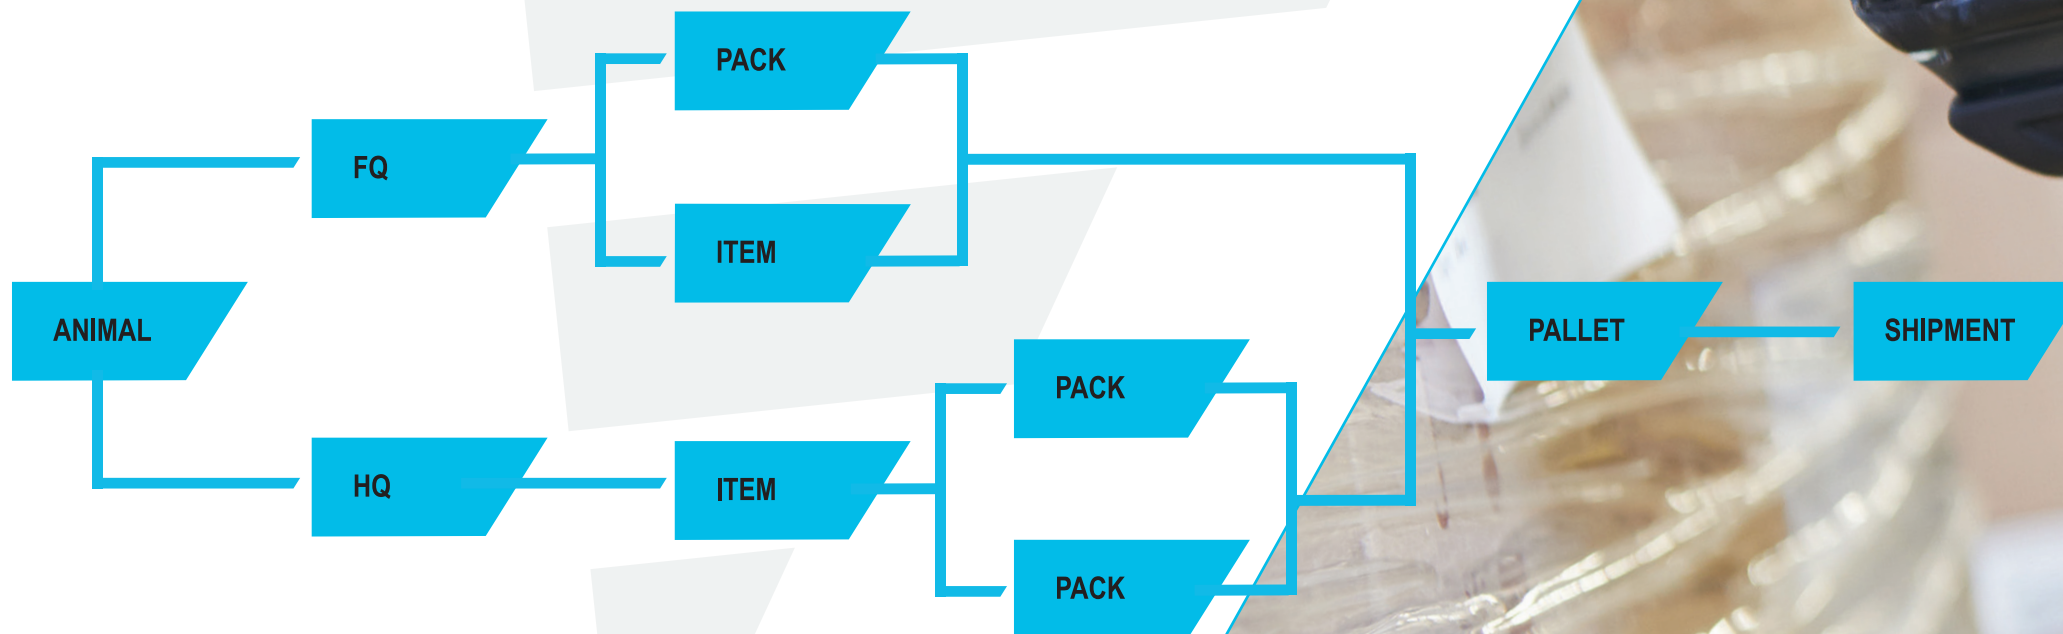 PACK
FQ
ITEM
ANIMAL
PALLET
SHIPMENT
PACK
HQ
ITEM
PACK